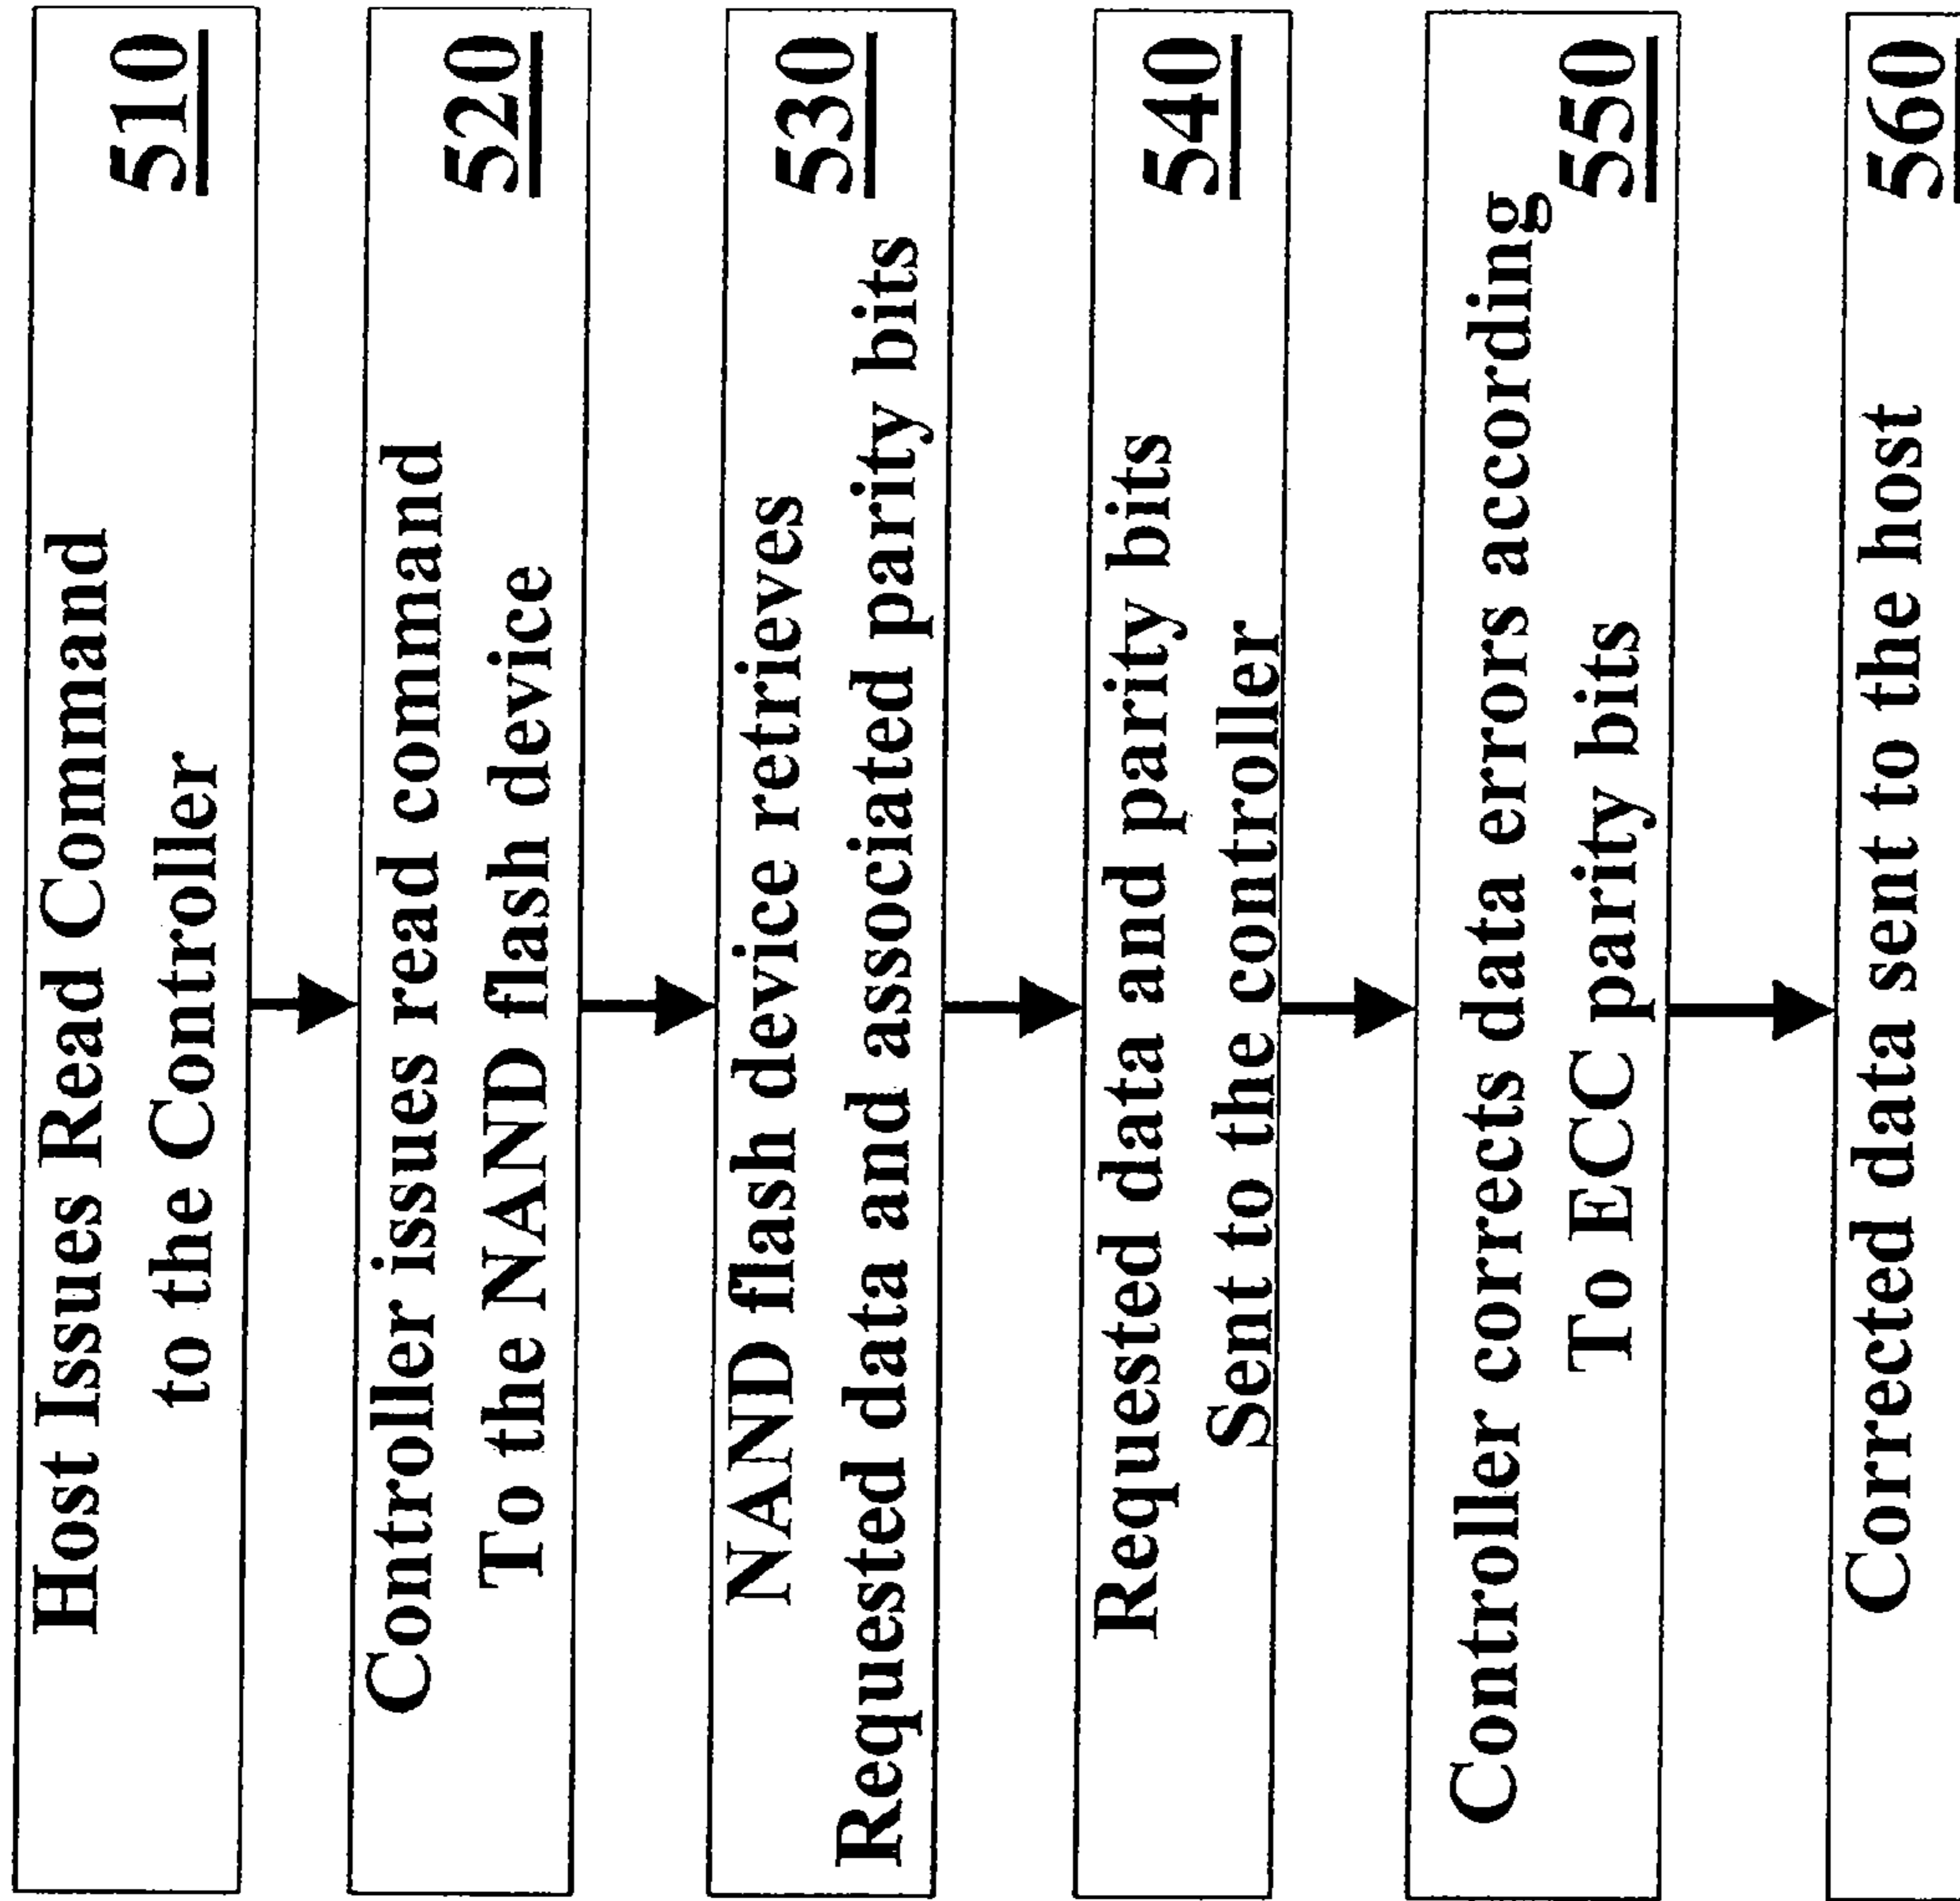 Host Issues Read Command
to the Controller
510
Controller issues read command
To the NAND flash device
520
NAND flash device retrieves
Requested data and associated parity bits
530
Requested data and parity bits
Sent to the controller
540
Controller corrects data errors according
To ECC parity bits
550
Corrected data sent to the host
560